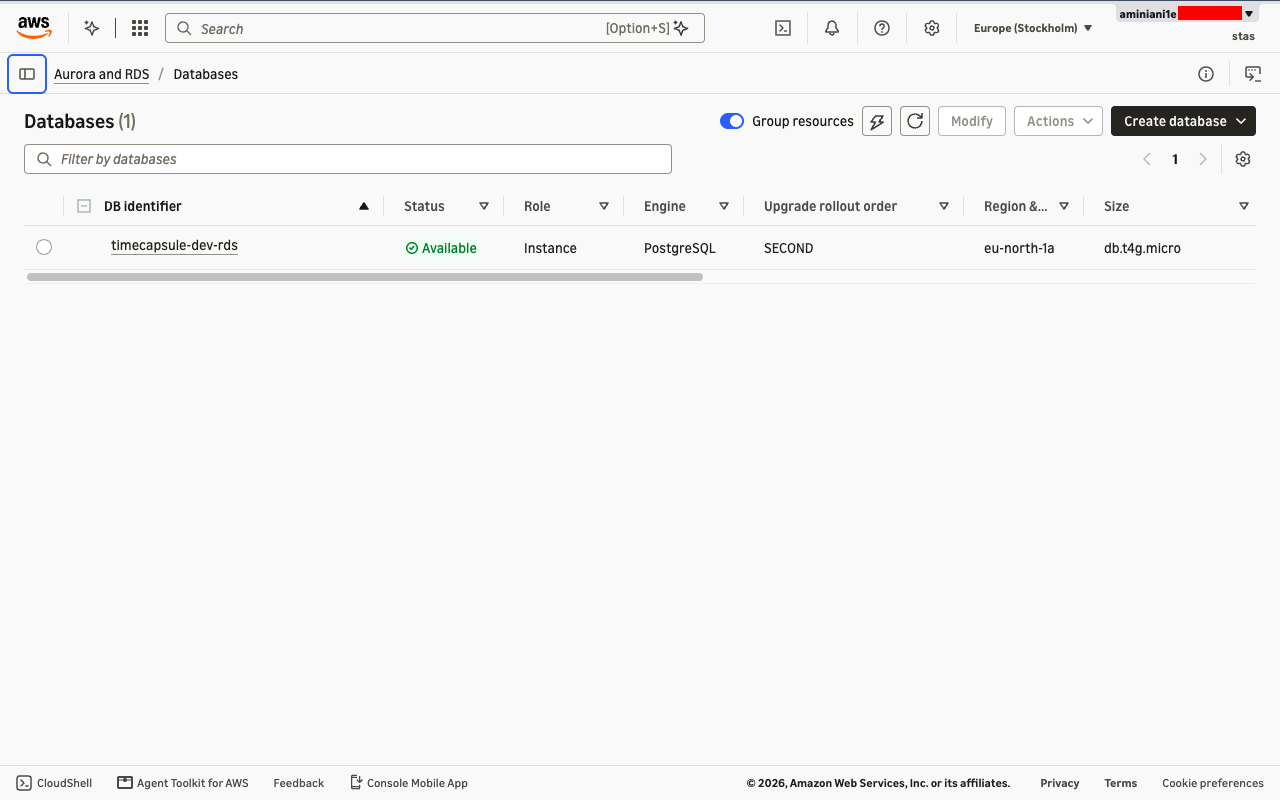 aws
Search [Option+S]
Europe (Stockholm)
aminiani1e
stas
Aurora and RDS / Databases
Databases (1)
Group resources
Modify
Actions
Create database
Filter by databases
1
DB identifier Status Role Engine Upgrade rollout order Region &... Size
timecapsule-dev-rds Available Instance PostgreSQL SECOND eu-north-1a db.t4g.micro
CloudShell Agent Toolkit for AWS Feedback Console Mobile App © 2026, Amazon Web Services, Inc. or its affiliates. Privacy Terms Cookie preferences